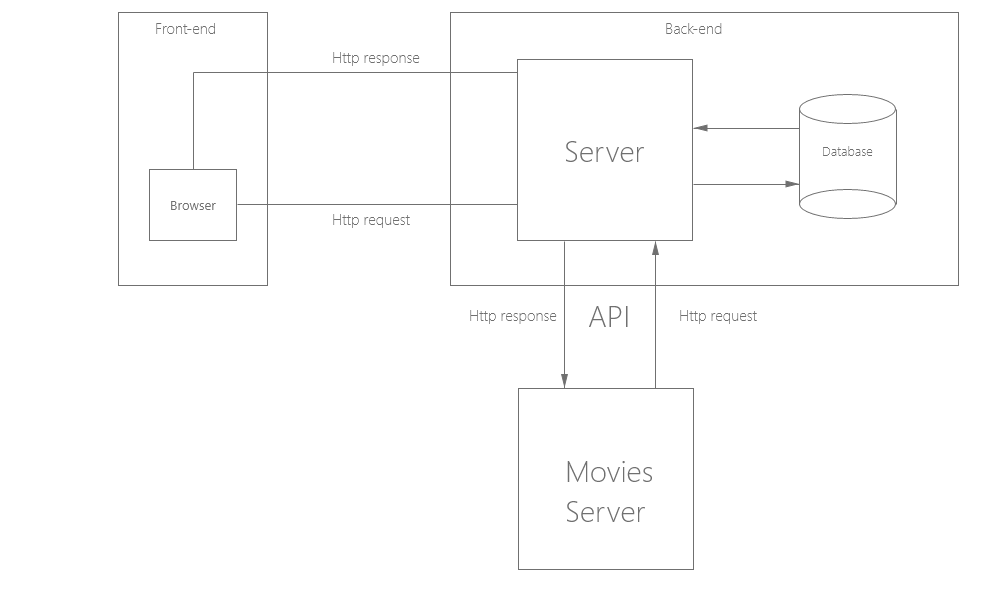 Front-end
Back-end
Http response
Server
Database
Browser
Http request
Http response
API
Http request
Movies
Server